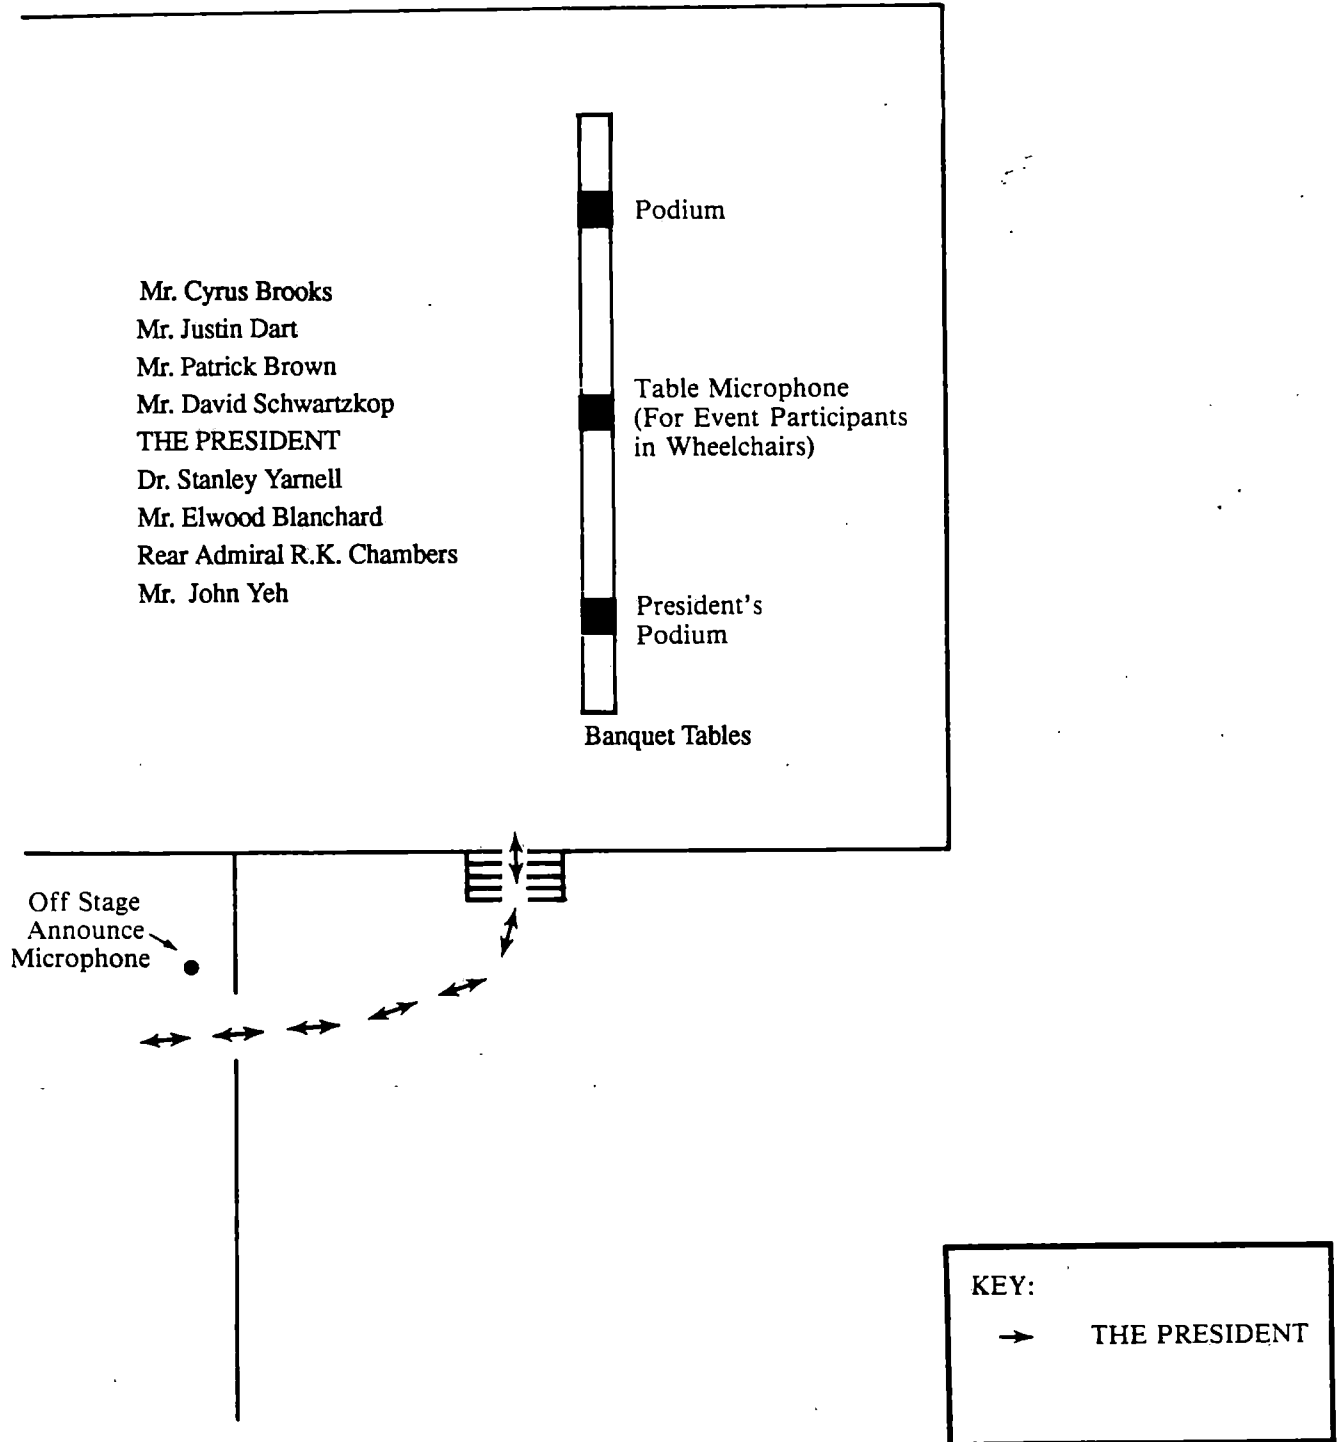 Podium
Mr. Cyrus Brooks
Mr. Justin Dart
Mr. Patrick Brown
Mr. David Schwartzkop
THE PRESIDENT
Dr. Stanley Yarnell
Mr. Elwood Blanchard
Rear Admiral R.K. Chambers
Mr. John Yeh
Table Microphone
(For Event Participants
in Wheelchairs)
President's
Podium
Banquet Tables
Off Stage
Announce
Microphone
KEY:
THE PRESIDENT